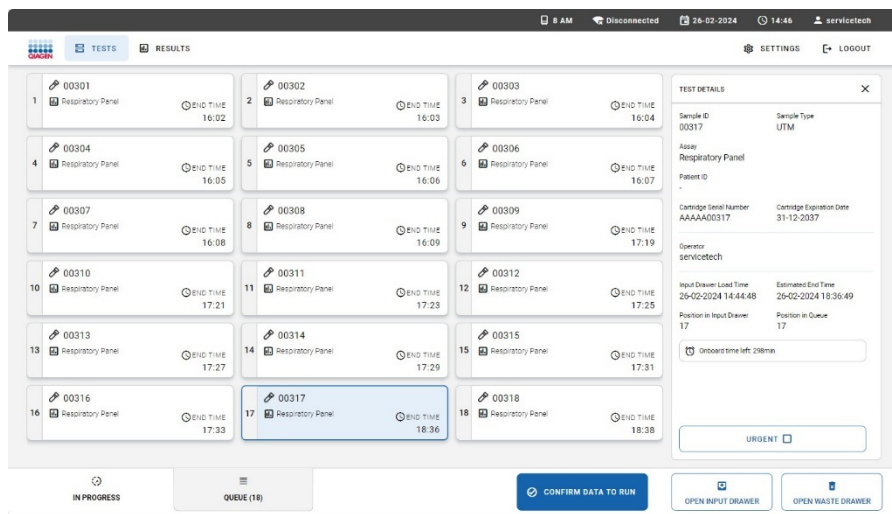 8 AM Disconnected 26-02-2024 14:46 servicetech
QIAGEN TESTS RESULTS SETTINGS LOGOUT
1 00301 Respiratory Panel END TIME 16:02
2 00302 Respiratory Panel END TIME 16:03
3 00303 Respiratory Panel END TIME 16:04
4 00304 Respiratory Panel END TIME 16:05
5 00305 Respiratory Panel END TIME 16:06
6 00306 Respiratory Panel END TIME 16:07
7 00307 Respiratory Panel END TIME 16:08
8 00308 Respiratory Panel END TIME 16:09
9 00309 Respiratory Panel END TIME 17:19
10 00310 Respiratory Panel END TIME 17:21
11 00311 Respiratory Panel END TIME 17:23
12 00312 Respiratory Panel END TIME 17:25
13 00313 Respiratory Panel END TIME 17:27
14 00314 Respiratory Panel END TIME 17:29
15 00315 Respiratory Panel END TIME 17:31
16 00316 Respiratory Panel END TIME 17:33
17 00317 Respiratory Panel END TIME 18:36
18 00318 Respiratory Panel END TIME 18:38
TEST DETAILS
Sample ID Sample Type
00317 UTM
Assay
Respiratory Panel
Patient ID
-
Cartridge Serial Number Cartridge Expiration Date
AAAAA00317 31-12-2037
Operator
servicetech
Input Drawer Load Time Estimated End Time
26-02-2024 14:44:48 26-02-2024 18:36:49
Position in Input Drawer Position in Queue
17 17
Onboard time left: 298min
URGENT
IN PROGRESS QUEUE (18) CONFIRM DATA TO RUN OPEN INPUT DRAWER OPEN WASTE DRAWER